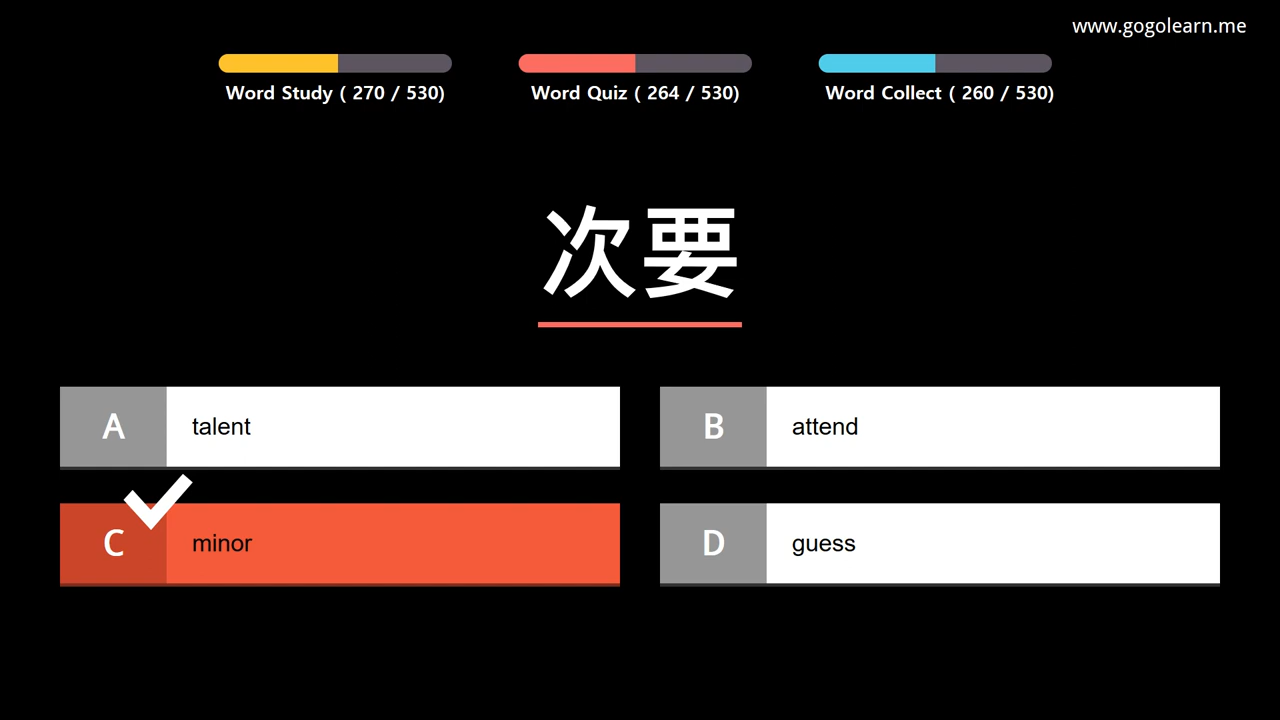 www.gogolearn.me
Word Study ( 270 / 530)
Word Quiz ( 264 / 530)
Word Collect ( 260 / 530)
次要
A talent
B attend
C minor
D guess